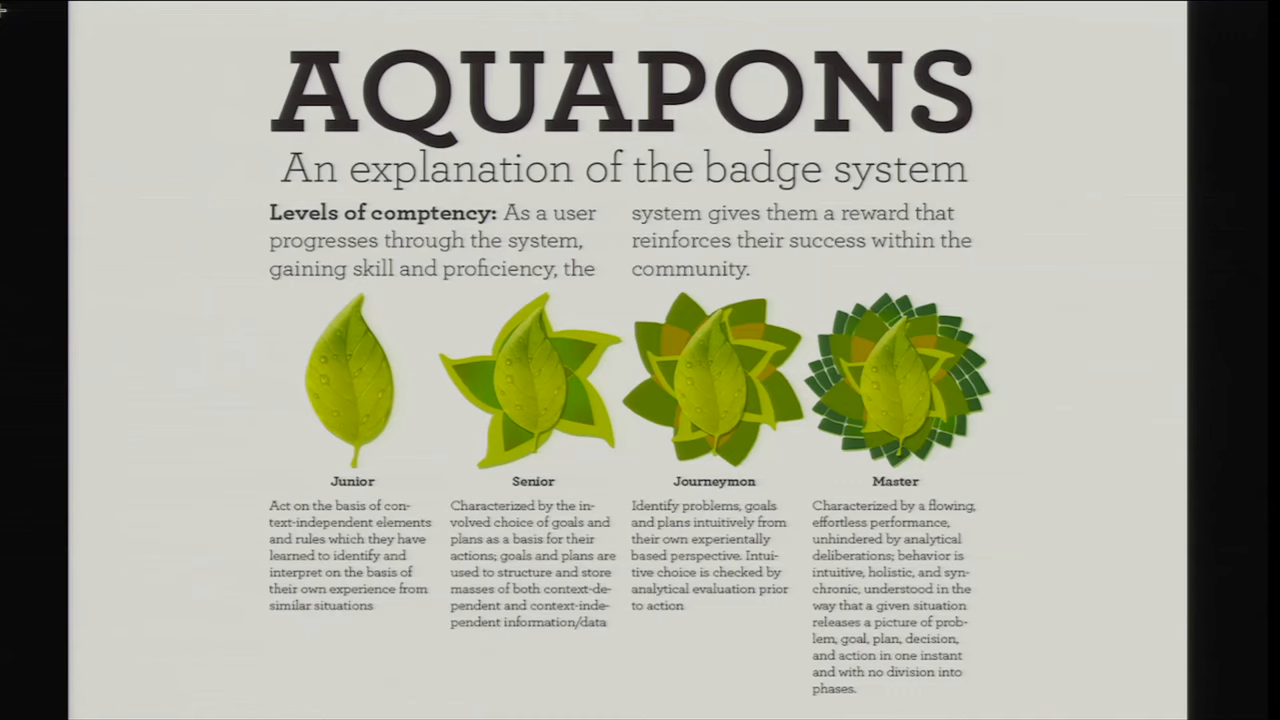 AQUAPONS
An explanation of the badge system
Levels of comptency: As a user
progresses through the system,
gaining skill and proficiency, the
system gives them a reward that
reinforces their success within the
community.
Junior
Act on the basis of con-
text-independent elements
and rules which they have
learned to identify and
interpret on the basis of
their own experience from
similar situations
Senior
Characterized by the in-
volved choice of goals and
plans as a basis for their
actions; goals and plans are
used to structure and store
masses of both context-de-
pendent and context-inde-
pendent information/data
Journeymon
Identify problems, goals
and plans intuitively from
their own experientally
based perspective. Intui-
tive choice is checked by
analytical evaluation prior
to action
Master
Characterized by a flowing,
effortless performance,
unhindered by analytical
deliberations; behavior is
intuitive, holistic, and syn-
chronic, understood in the
way that a given situation
releases a picture of prob-
lem, goal, plan, decision,
and action in one instant
and with no division into
phases.